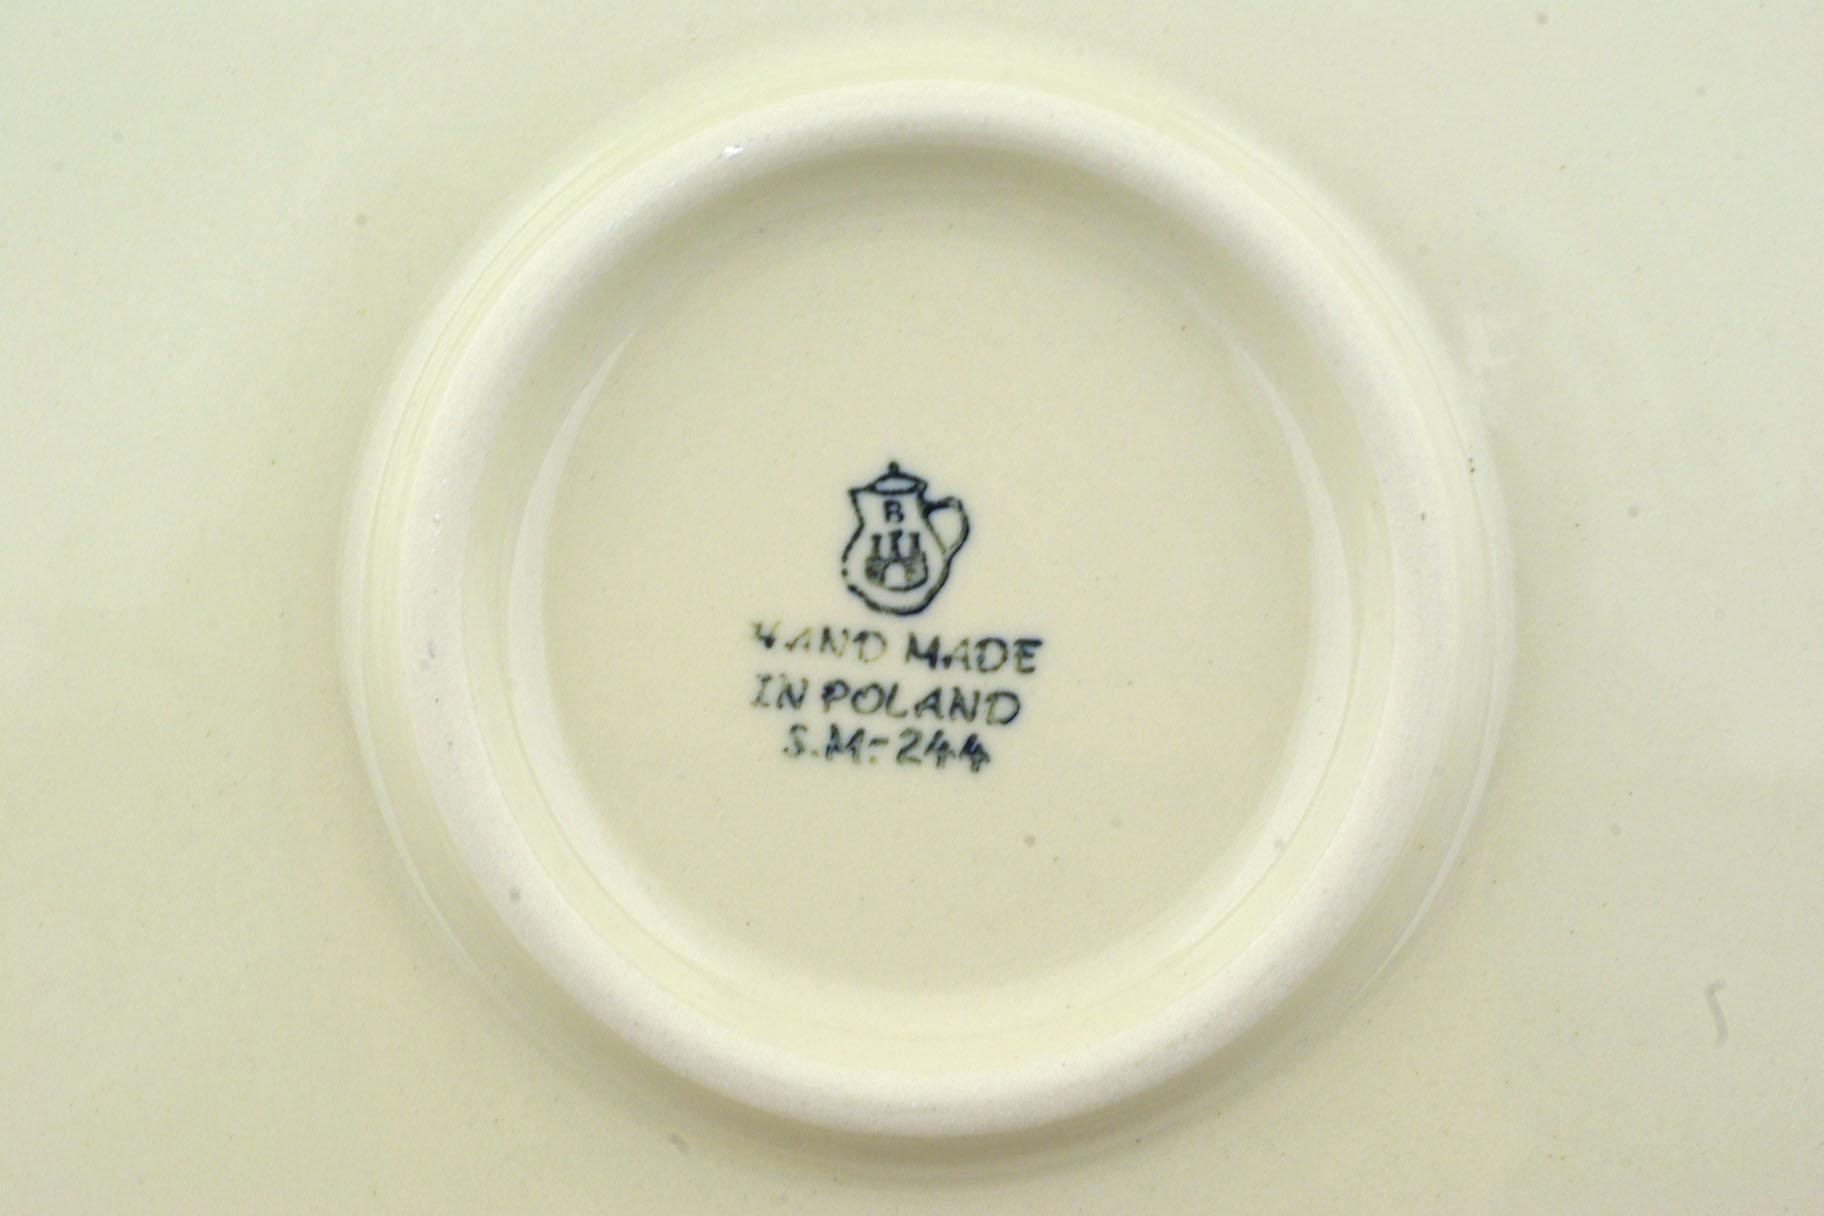 B
HAND MADE
IN POLAND
S.M.-244